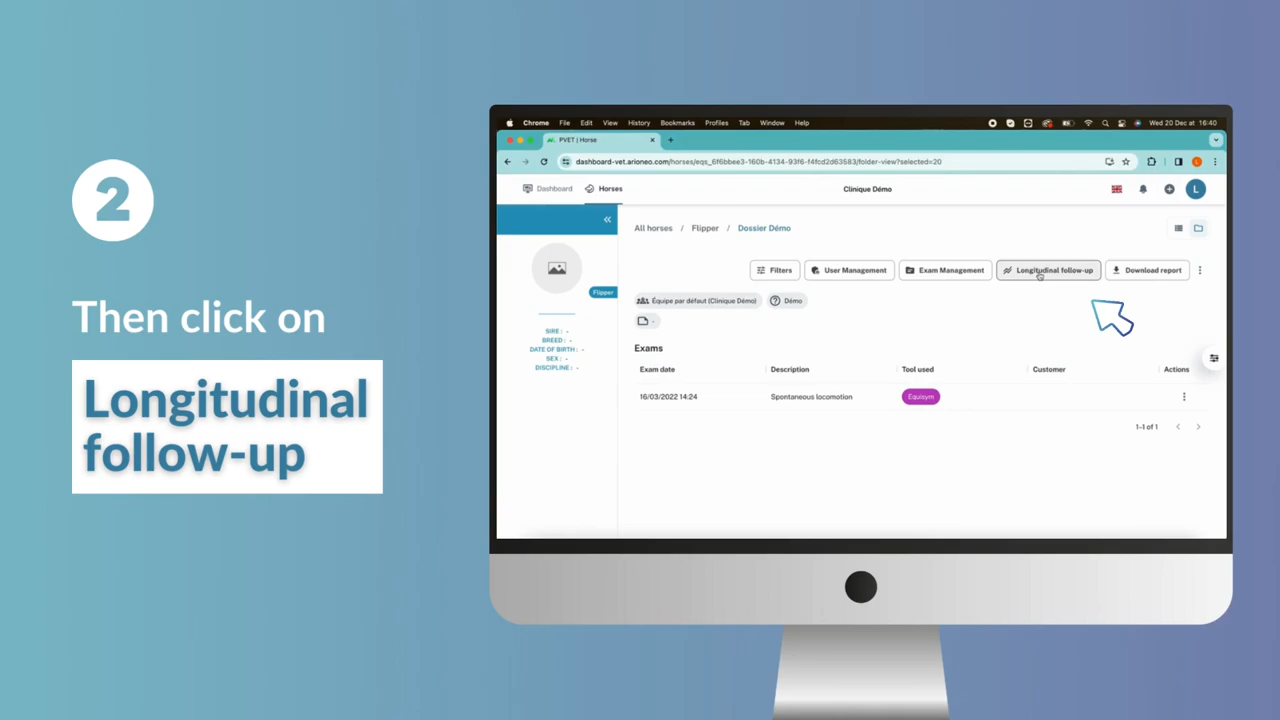 2
Then click on
Longitudinal
follow-up
Chrome File Edit View History Bookmarks Profiles Tab Window Help Wed 20 Dec at 16:40
PVET | Horse
dashboard-vet.arioneo.com/horses/eqs_6f6bbee3-160b-4134-93f6-f4fcd2d63583/folder-view?selected=20
Dashboard Horses Clinique Démo L
All horses / Flipper / Dossier Démo
Filters User Management Exam Management Longitudinal follow-up Download report
Flipper
Équipe par défaut (Clinique Démo) Démo
-
SIRE : -
BREED : -
DATE OF BIRTH : -
SEX : -
DISCIPLINE : -
Exams
Exam date Description Tool used Customer Actions
16/03/2022 14:24 Spontaneous locomotion Equisym
1–1 of 1